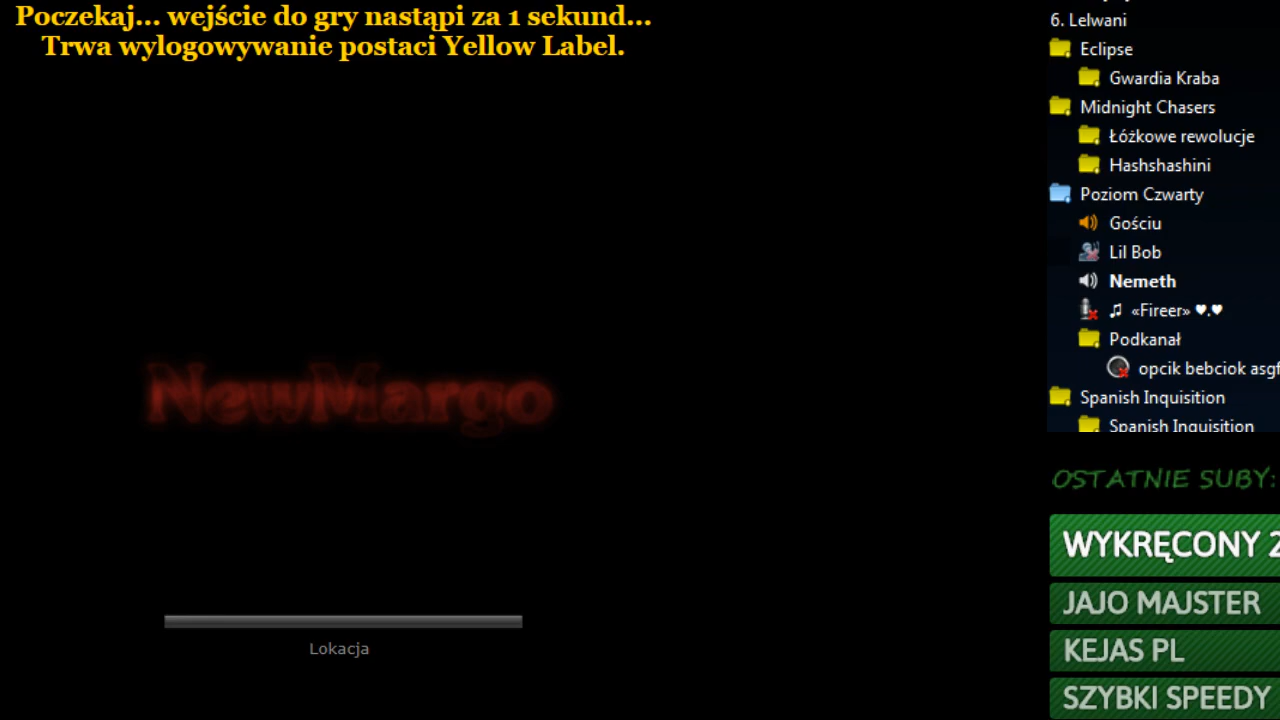 Poczekaj... wejście do gry nastąpi za 1 sekund...
Trwa wylogowywanie postaci Yellow Label.
NewMargo
Lokacja
6. Lelwani
Eclipse
Gwardia Kraba
Midnight Chasers
Łóżkowe rewolucje
Hashshashini
Poziom Czwarty
Gościu
Lil Bob
Nemeth
♫ «Fireer» ♥.♥
Podkanał
opcik bebciok asgf
Spanish Inquisition
Spanish Inquisition
OSTATNIE SUBY:
WYKRĘCONY 2
JAJO MAJSTER
KEJAS PL
SZYBKI SPEEDY